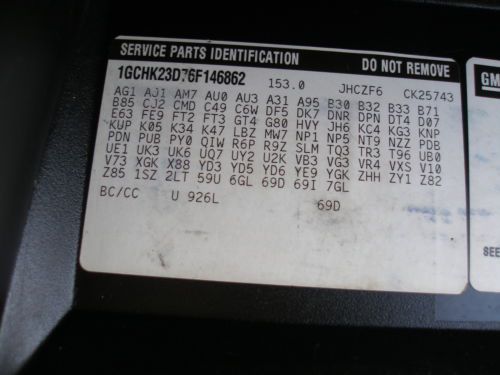 SERVICE PARTS IDENTIFICATION DO NOT REMOVE
1GCHK23D76F146862 153.0 JHCZF6 CK25743
AG1 AJ1 AM7 AU0 AU3 A31 A95 B30 B32 B33 B71
B85 CJ2 CMD C49 C6W DF5 DK7 DNR DPN DT4 D07
E63 FE9 FT2 FT3 GT4 G80 HVY JH6 KC4 KG3 KNP
KUP K05 K34 K47 LBZ MW7 NP1 NP5 NT9 NZZ PDB
PDN PUB PY0 QIW R6P R9Z SLM TQ3 TR3 T96 UB0
UE1 UK3 UK6 UQ7 UY2 U2K VB3 VG3 VR4 VXS V10
V73 XGK X88 YD3 YD5 YD6 YE9 YGK ZHH ZY1 Z82
Z85 1SZ 2LT 59U 6GL 69D 69I 7GL
BC/CC U 926L 69D
GM
SEE